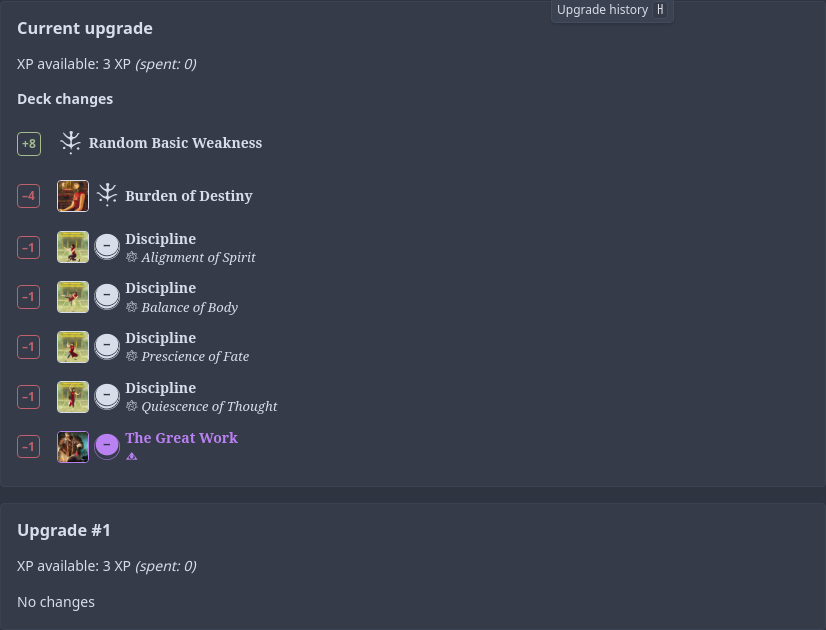 Upgrade history H
Current upgrade
XP available: 3 XP (spent: 0)
Deck changes
+8 Random Basic Weakness
–4 Burden of Destiny
–1 – Discipline
Alignment of Spirit
–1 – Discipline
Balance of Body
–1 – Discipline
Prescience of Fate
–1 – Discipline
Quiescence of Thought
–1 – The Great Work
Upgrade #1
XP available: 3 XP (spent: 0)
No changes